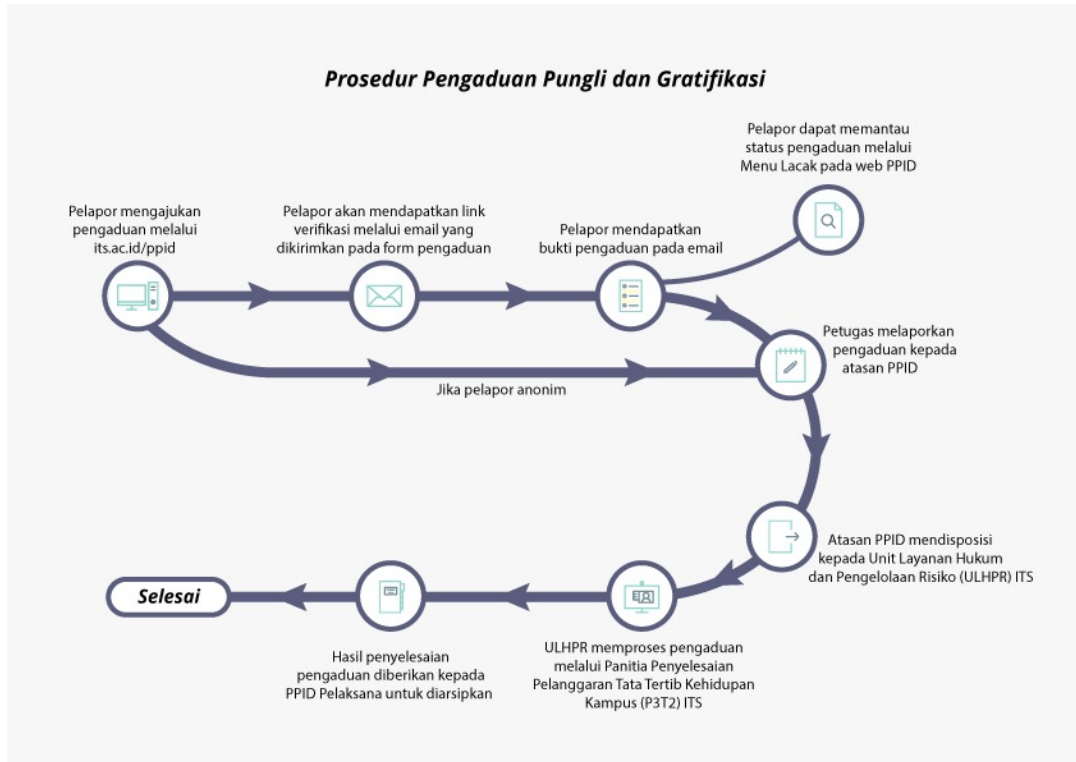 Prosedur Pengaduan Pungli dan Gratifikasi
Pelapor mengajukan
pengaduan melalui
its.ac.id/ppid
Pelapor akan mendapatkan link
verifikasi melalui email yang
dikirimkan pada form pengaduan
Pelapor mendapatkan
bukti pengaduan pada email
Pelapor dapat memantau
status pengaduan melalui
Menu Lacak pada web PPID
Jika pelapor anonim
Petugas melaporkan
pengaduan kepada
atasan PPID
Atasan PPID mendisposisi
kepada Unit Layanan Hukum
dan Pengelolaan Risiko (ULHPR) ITS
ULHPR memproses pengaduan
melalui Panitia Penyelesaian
Pelanggaran Tata Tertib Kehidupan
Kampus (P3T2) ITS
Hasil penyelesaian
pengaduan diberikan kepada
PPID Pelaksana untuk diarsipkan
Selesai